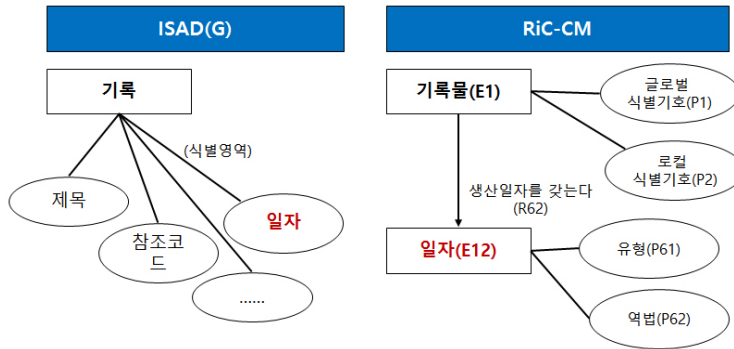 ISAD(G)
기록
(식별영역)
제목
참조코
드
일자
......
RiC-CM
기록물(E1)
글로벌
식별기호(P1)
로컬
식별기호(P2)
생산일자를 갖는다
(R62)
일자(E12)
유형(P61)
역법(P62)